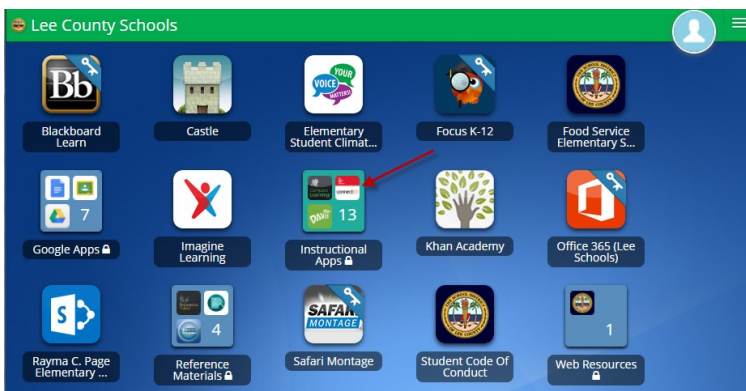 Lee County Schools
Bb
YOUR
VOICE
MATTERS!
Blackboard
Learn
Castle
Elementary
Student Climat...
Focus K-12
Food Service
Elementary S...
7
13
Google Apps
Imagine
Learning
Instructional
Apps
Khan Academy
Office 365 (Lee
Schools)
S
4
SAFARI
MONTAGE
1
Rayma C. Page
Elementary ...
Reference
Materials
Safari Montage
Student Code Of
Conduct
Web Resources